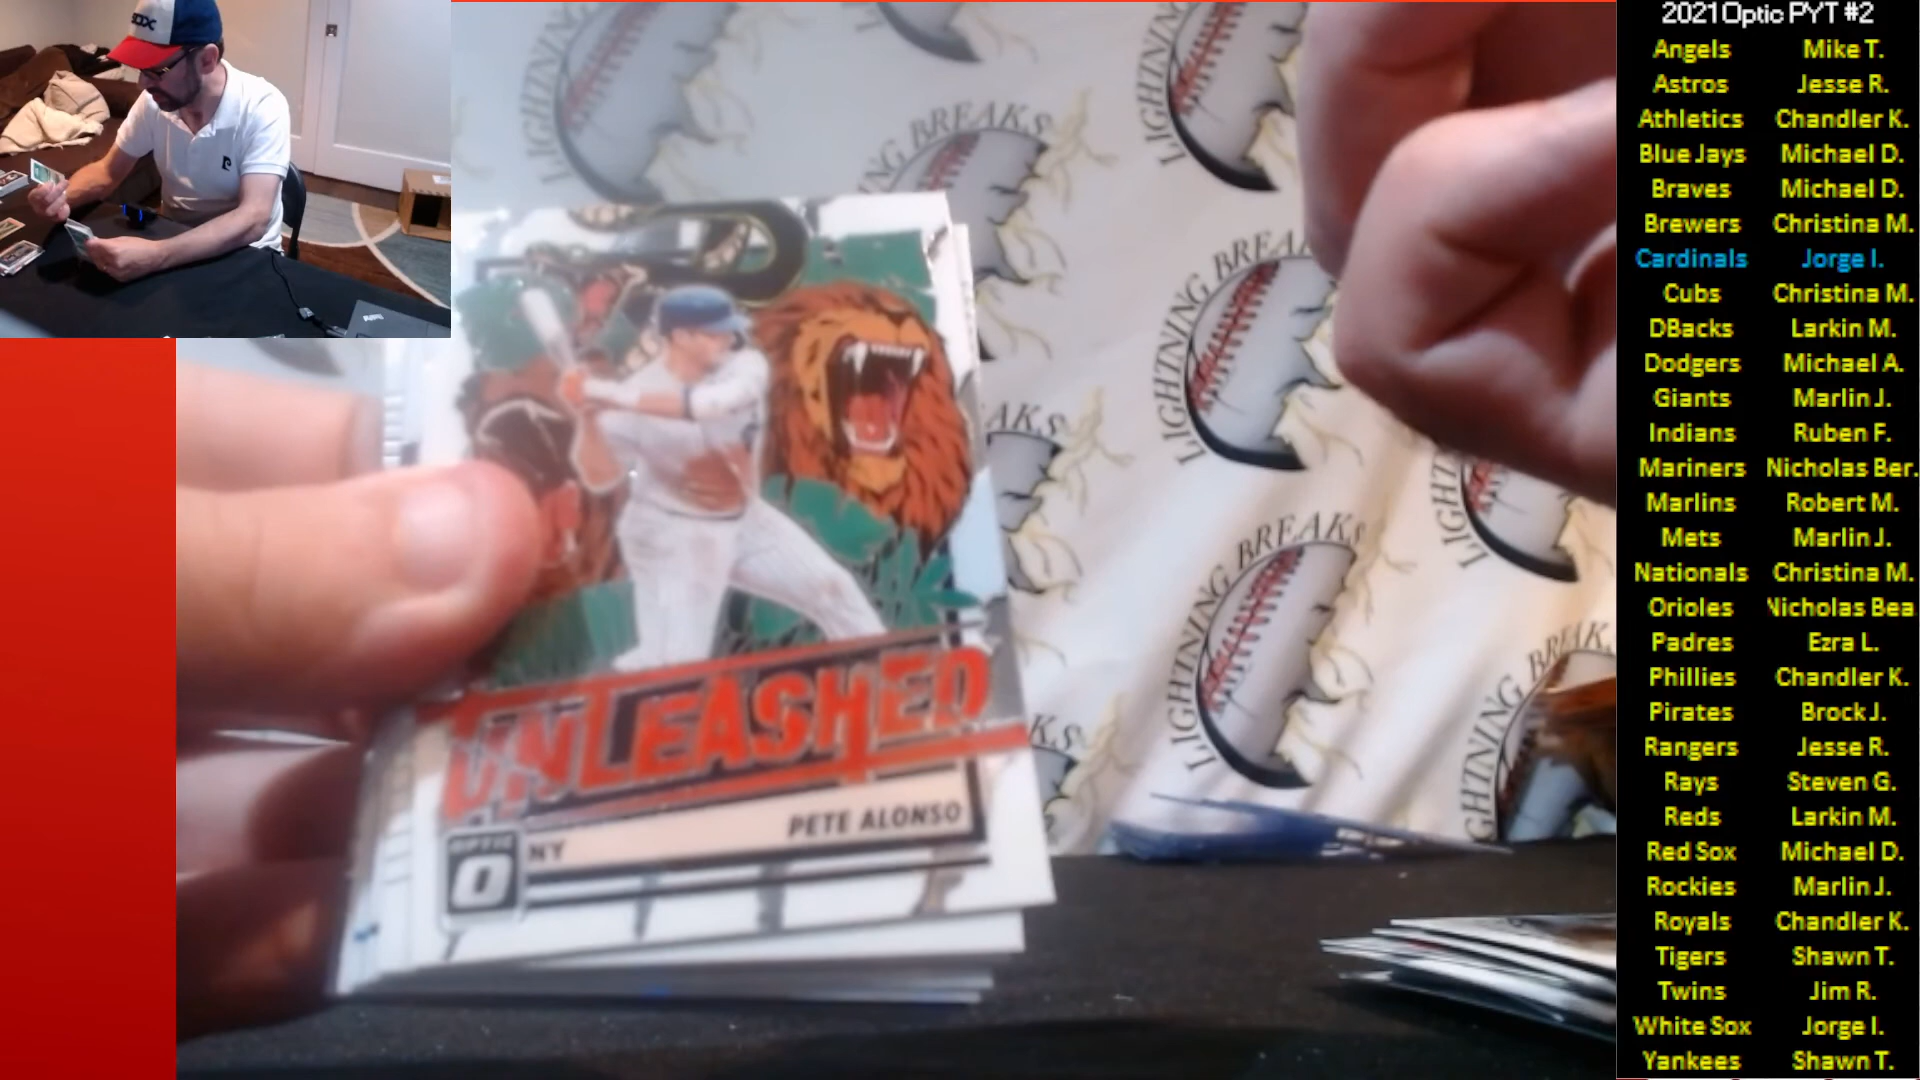 SOX
LIGHTNING BREAKS
UNLEASHED
NY PETE ALONSO
OPTIC
2021 Optic PYT #2
Angels Mike T.
Astros Jesse R.
Athletics Chandler K.
Blue Jays Michael D.
Braves Michael D.
Brewers Christina M.
Cardinals Jorge I.
Cubs Christina M.
DBacks Larkin M.
Dodgers Michael A.
Giants Marlin J.
Indians Ruben F.
Mariners Nicholas Ber.
Marlins Robert M.
Mets Marlin J.
Nationals Christina M.
Orioles Nicholas Bea
Padres Ezra L.
Phillies Chandler K.
Pirates Brock J.
Rangers Jesse R.
Rays Steven G.
Reds Larkin M.
Red Sox Michael D.
Rockies Marlin J.
Royals Chandler K.
Tigers Shawn T.
Twins Jim R.
White Sox Jorge I.
Yankees Shawn T.